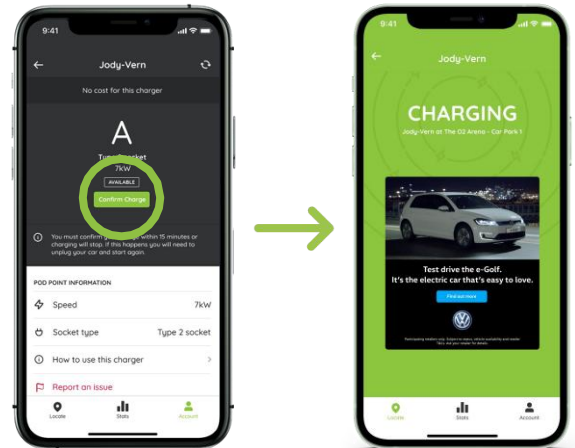 9:41
Jody-Vern
No cost for this charger
A
7kW
AVAILABLE
Confirm Charge
You must confirm your charge within 15 minutes or
charging will stop. If this happens you will need to
unplug your car and start again.
POD POINT INFORMATION
Speed 7kW
Socket type Type 2 socket
How to use this charger
Report an issue
Locate Stats Account
9:41
Jody-Vern
CHARGING
Jody-Vern at The O2 Arena - Car Park 1
Test drive the e-Golf.
It's the electric car that's easy to love.
Find out more
Locate Stats Account